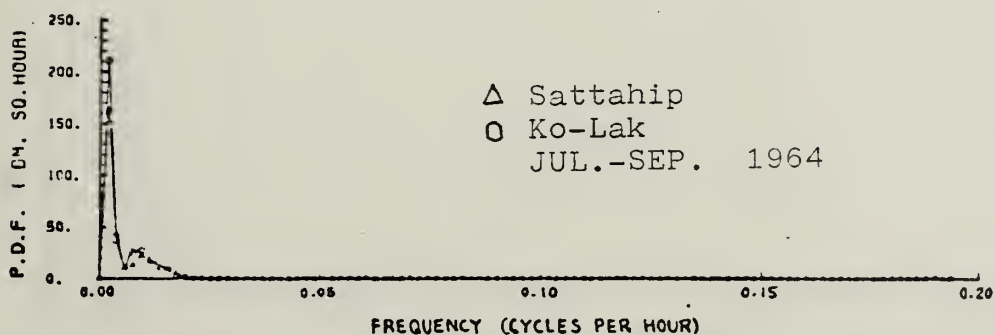 P.D.F. ( CM. SQ.HOUR)
250.
200.
150.
100.
50.
0.
△ Sattahip
O Ko-Lak
JUL.-SEP. 1964
0.00
0.05
0.10
0.15
0.20
FREQUENCY (CYCLES PER HOUR)